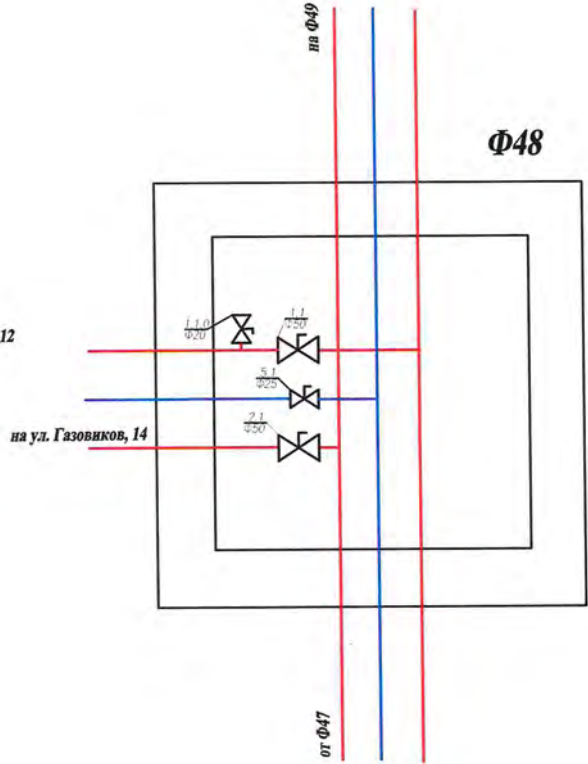 на Ф49
Ф48
1.1.0
Ф20
1.1
Ф50
12
5.1
Ф25
2.1
Ф50
на ул. Газовиков, 14
от Ф47